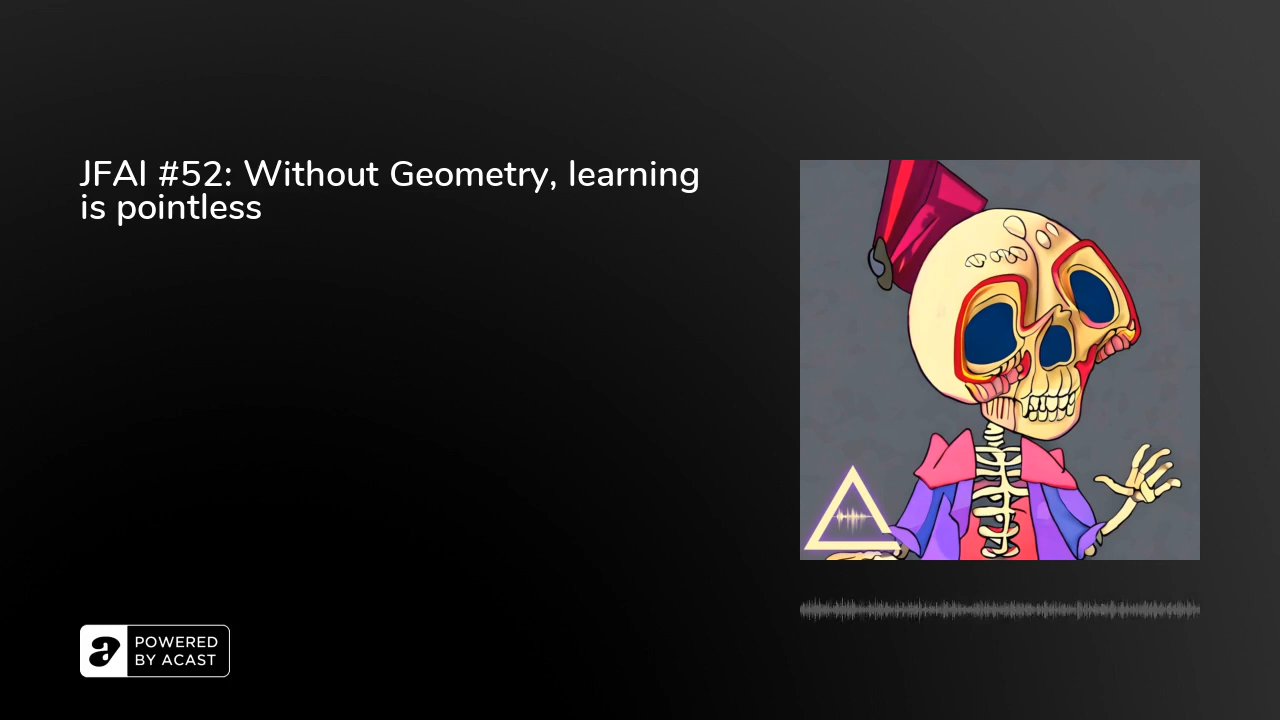 JFAI #52: Without Geometry, learning
is pointless
POWERED
BY ACAST